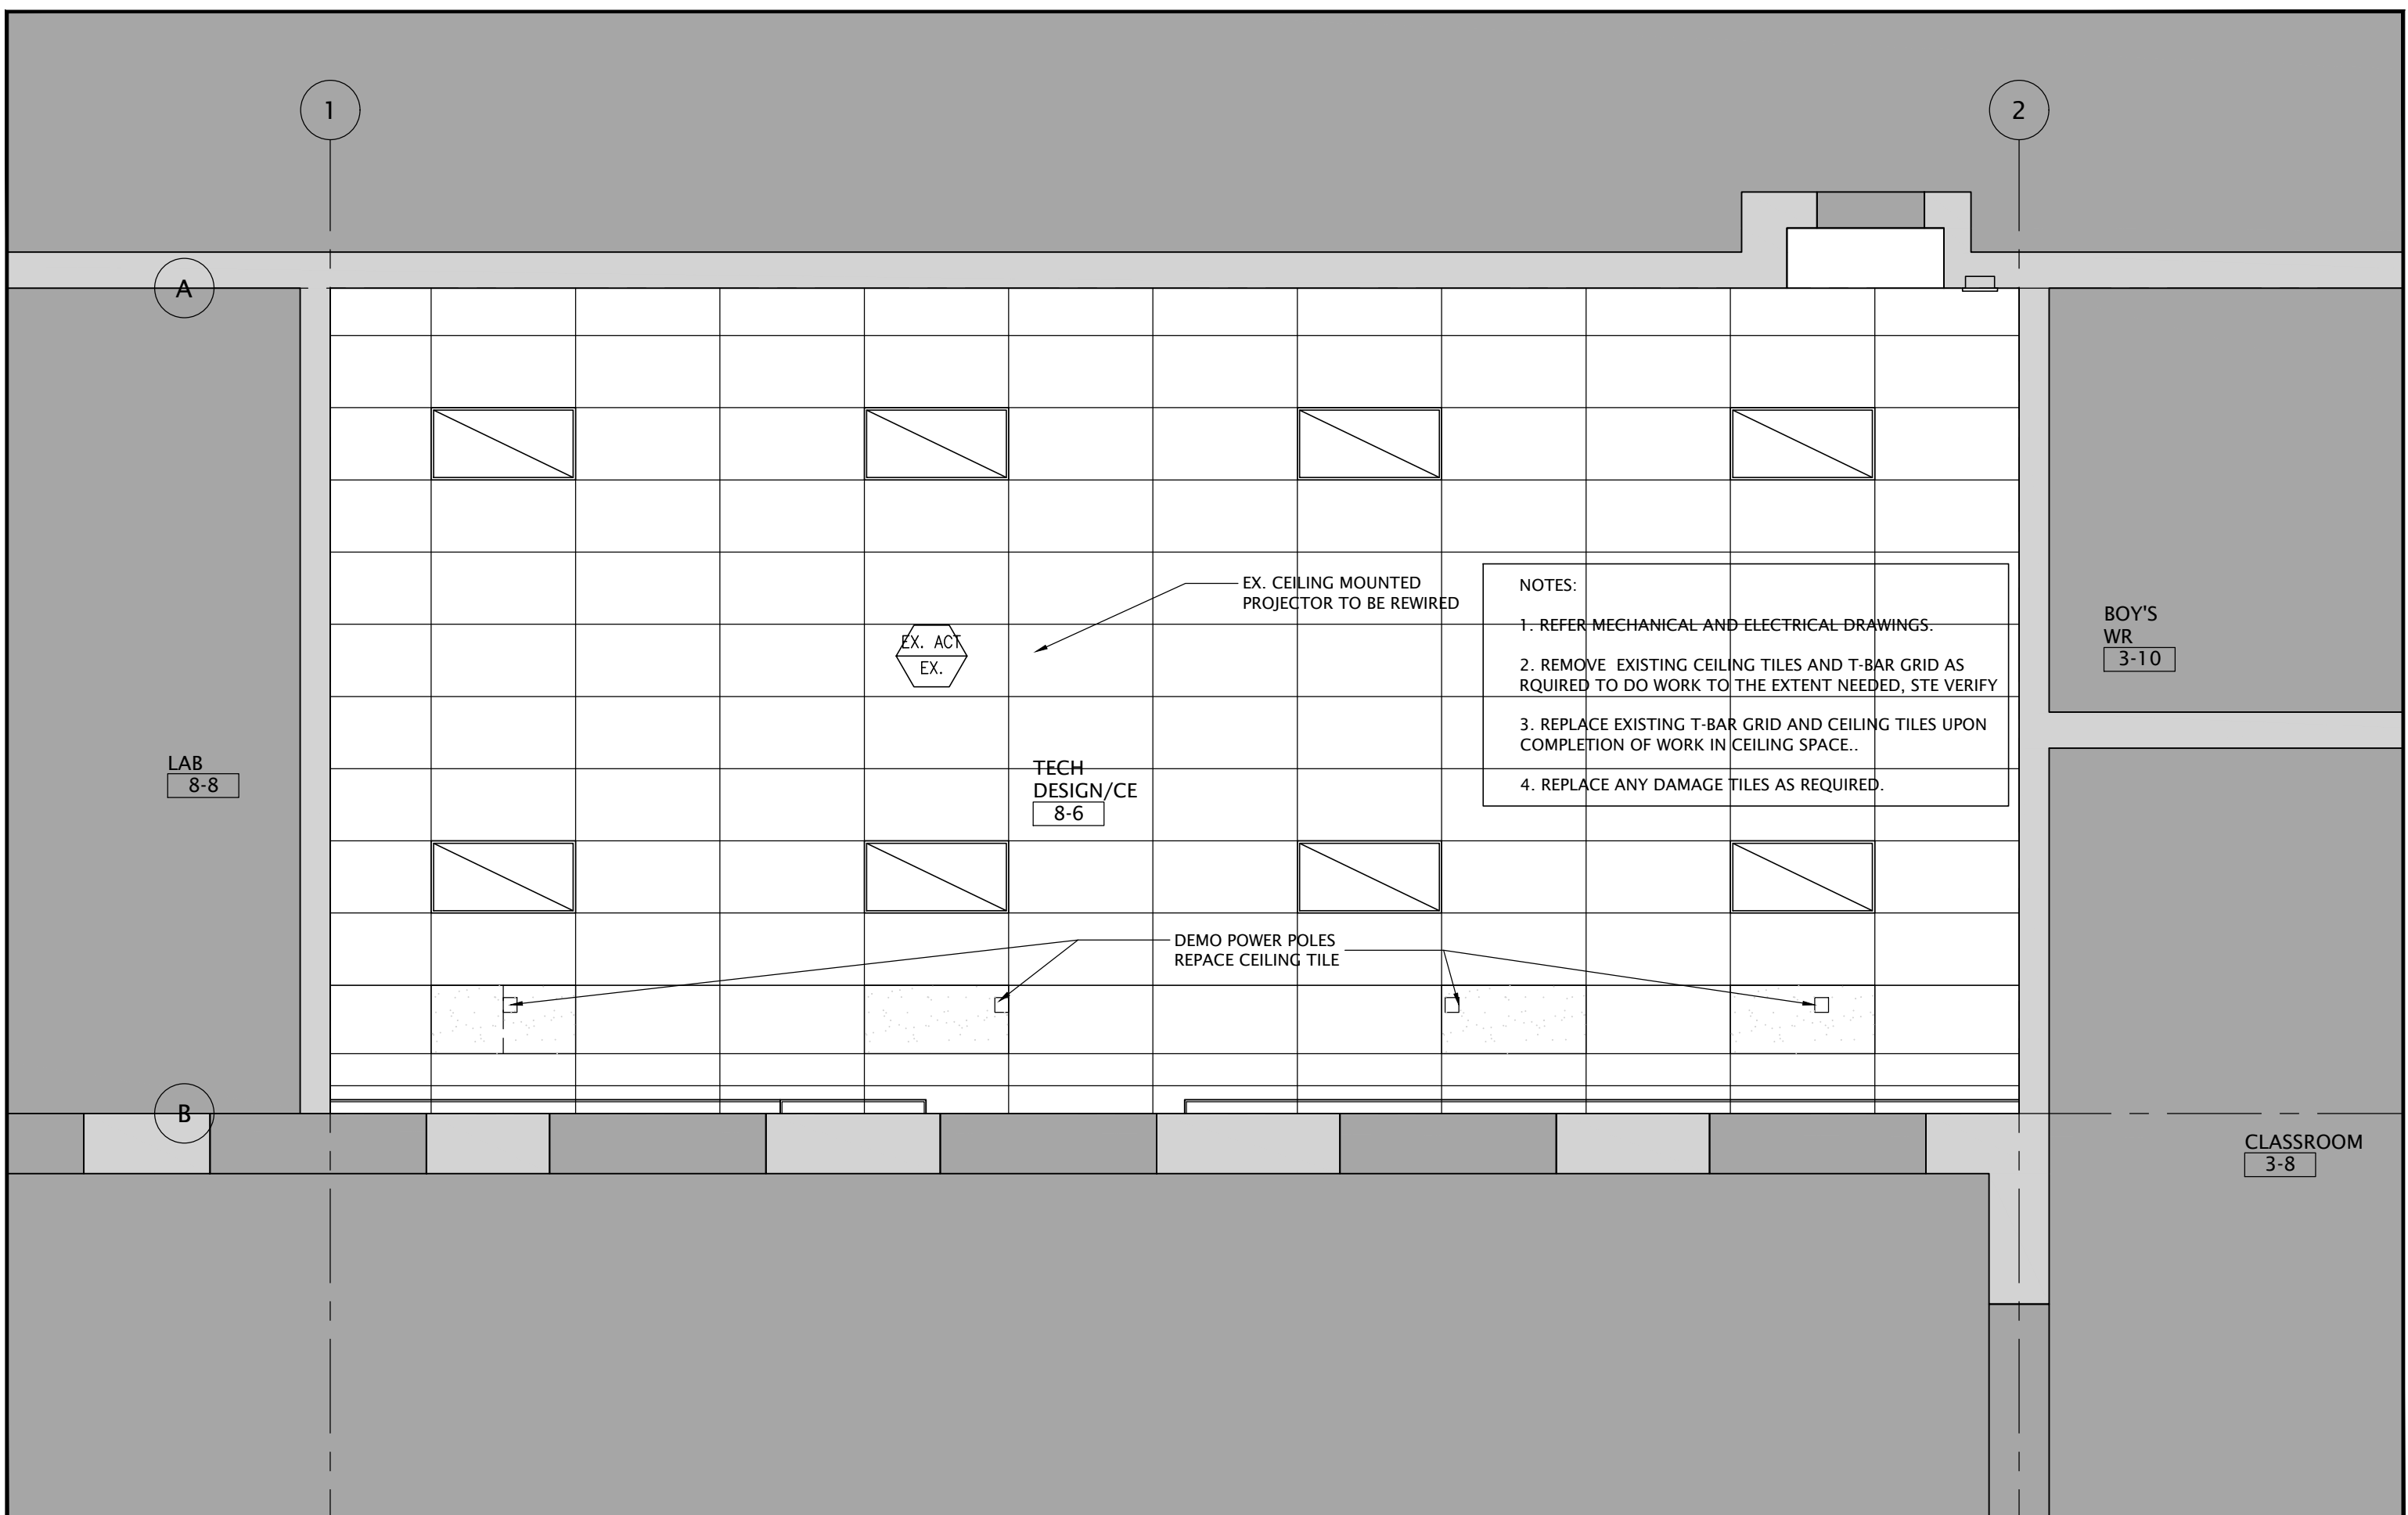 1
2
A
EX. CEILING MOUNTED
PROJECTOR TO BE REWIRED
NOTES:
1. REFER MECHANICAL AND ELECTRICAL DRAWINGS.
2. REMOVE  EXISTING CEILING TILES AND T-BAR GRID AS
RQUIRED TO DO WORK TO THE EXTENT NEEDED, STE VERIFY
3. REPLACE EXISTING T-BAR GRID AND CEILING TILES UPON
COMPLETION OF WORK IN CEILING SPACE..
4. REPLACE ANY DAMAGE TILES AS REQUIRED.
BOY'S
WR
3-10
EX. ACT
EX.
LAB
8-8
TECH
DESIGN/CE
8-6
DEMO POWER POLES
REPACE CEILING TILE
B
CLASSROOM
3-8